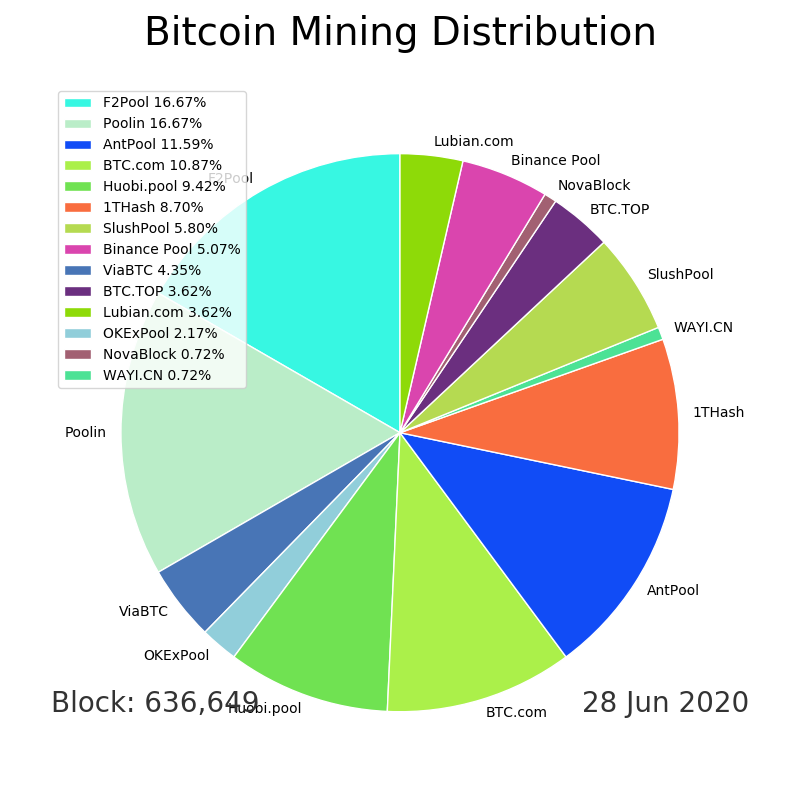 Bitcoin Mining Distribution
F2Pool 16.67%
Poolin 16.67%
AntPool 11.59%
BTC.com 10.87%
Huobi.pool 9.42%
1THash 8.70%
SlushPool 5.80%
Binance Pool 5.07%
ViaBTC 4.35%
BTC.TOP 3.62%
Lubian.com 3.62%
OKExPool 2.17%
NovaBlock 0.72%
WAYI.CN 0.72%
Lubian.com
Binance Pool
NovaBlock
BTC.TOP
SlushPool
WAYI.CN
1THash
AntPool
BTC.com
Huobi.pool
OKExPool
ViaBTC
Poolin
F2Pool
Block: 636,649
28 Jun 2020